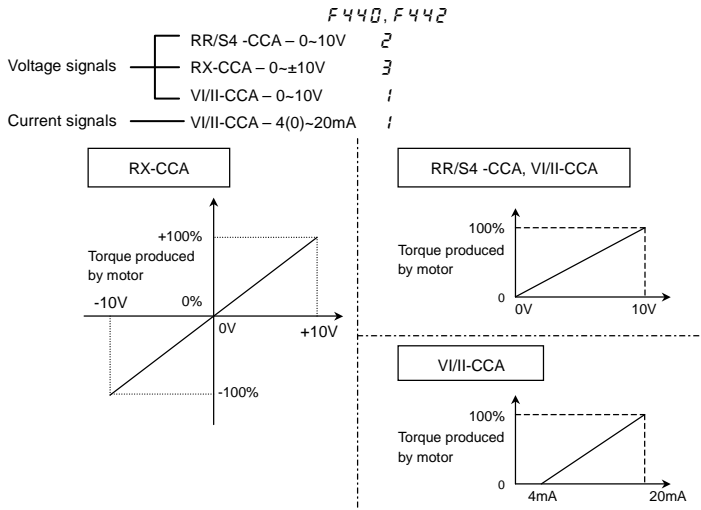 F440, F442
RR/S4 -CCA – 0~10V 2
Voltage signals RX-CCA – 0~±10V 3
VI/II-CCA – 0~10V 1
Current signals VI/II-CCA – 4(0)~20mA 1
RX-CCA
+100%
Torque produced
by motor
-10V 0%
0V +10V
-100%
RR/S4 -CCA, VI/II-CCA
100%
Torque produced
by motor
0
0V 10V
VI/II-CCA
100%
Torque produced
by motor
0
4mA 20mA